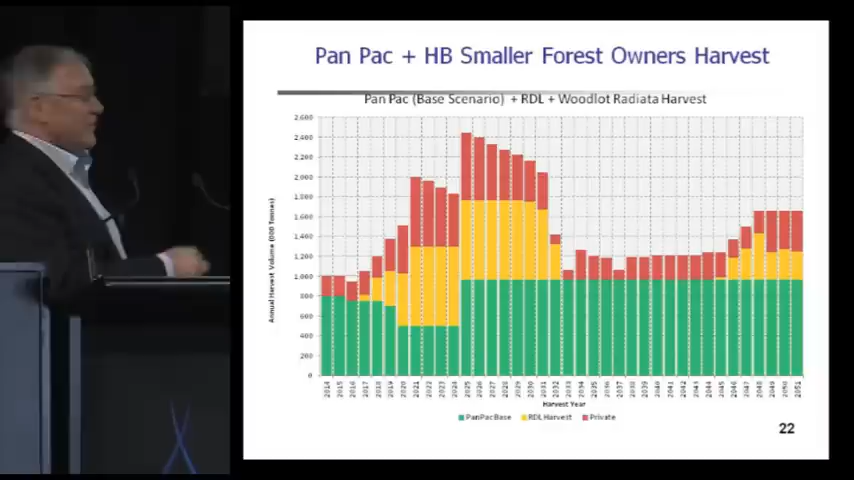 Pan Pac + HB Smaller Forest Owners Harvest
Pan Pac (Base Scenario) + RDL + Woodlot Radiata Harvest
Annual Harvest Volume (000 Tonnes)
2,600
2,400
2,200
2,000
1,800
1,600
1,400
1,200
1,000
800
600
400
200
0
2014 2015 2016 2017 2018 2019 2020 2021 2022 2023 2024 2025 2026 2027 2028 2029 2030 2031 2032 2033 2034 2035 2036 2037 2038 2039 2040 2041 2042 2043 2044 2045 2046 2047 2048 2049 2050 2051
Harvest Year
PanPacBase RDL Harvest Private
22